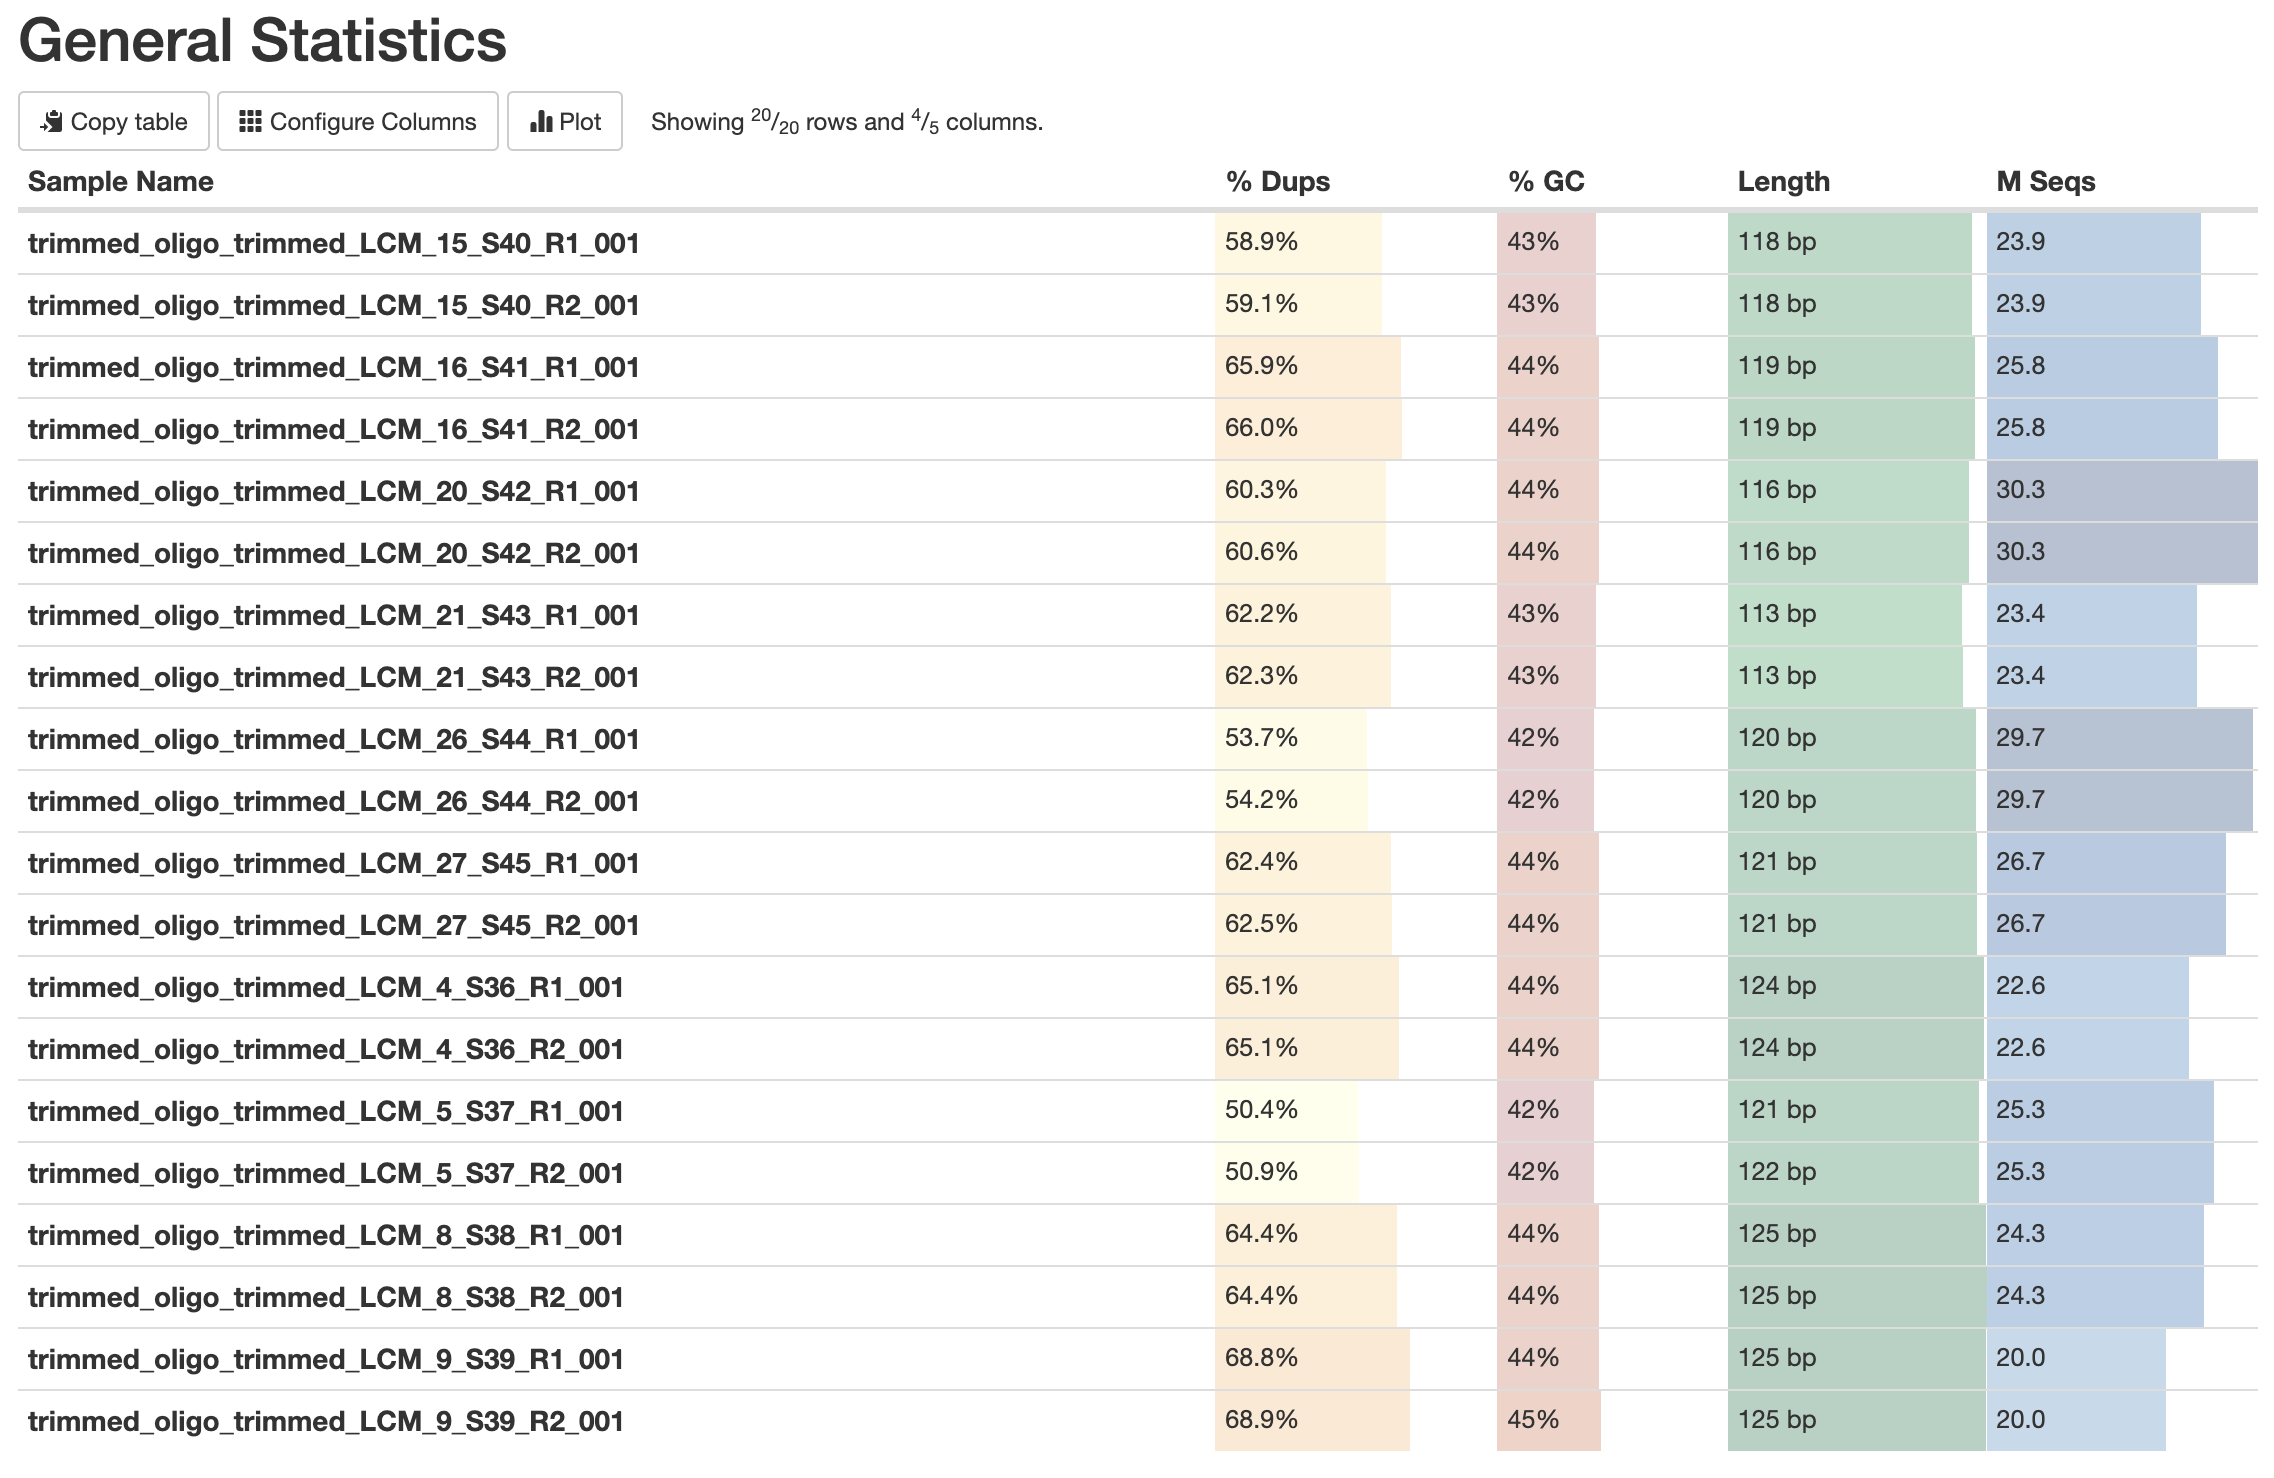 General Statistics
Copy table Configure Columns Plot Showing 20/20 rows and 4/5 columns.
Sample Name % Dups % GC Length M Seqs
trimmed_oligo_trimmed_LCM_15_S40_R1_001 58.9% 43% 118 bp 23.9
trimmed_oligo_trimmed_LCM_15_S40_R2_001 59.1% 43% 118 bp 23.9
trimmed_oligo_trimmed_LCM_16_S41_R1_001 65.9% 44% 119 bp 25.8
trimmed_oligo_trimmed_LCM_16_S41_R2_001 66.0% 44% 119 bp 25.8
trimmed_oligo_trimmed_LCM_20_S42_R1_001 60.3% 44% 116 bp 30.3
trimmed_oligo_trimmed_LCM_20_S42_R2_001 60.6% 44% 116 bp 30.3
trimmed_oligo_trimmed_LCM_21_S43_R1_001 62.2% 43% 113 bp 23.4
trimmed_oligo_trimmed_LCM_21_S43_R2_001 62.3% 43% 113 bp 23.4
trimmed_oligo_trimmed_LCM_26_S44_R1_001 53.7% 42% 120 bp 29.7
trimmed_oligo_trimmed_LCM_26_S44_R2_001 54.2% 42% 120 bp 29.7
trimmed_oligo_trimmed_LCM_27_S45_R1_001 62.4% 44% 121 bp 26.7
trimmed_oligo_trimmed_LCM_27_S45_R2_001 62.5% 44% 121 bp 26.7
trimmed_oligo_trimmed_LCM_4_S36_R1_001 65.1% 44% 124 bp 22.6
trimmed_oligo_trimmed_LCM_4_S36_R2_001 65.1% 44% 124 bp 22.6
trimmed_oligo_trimmed_LCM_5_S37_R1_001 50.4% 42% 121 bp 25.3
trimmed_oligo_trimmed_LCM_5_S37_R2_001 50.9% 42% 122 bp 25.3
trimmed_oligo_trimmed_LCM_8_S38_R1_001 64.4% 44% 125 bp 24.3
trimmed_oligo_trimmed_LCM_8_S38_R2_001 64.4% 44% 125 bp 24.3
trimmed_oligo_trimmed_LCM_9_S39_R1_001 68.8% 44% 125 bp 20.0
trimmed_oligo_trimmed_LCM_9_S39_R2_001 68.9% 45% 125 bp 20.0